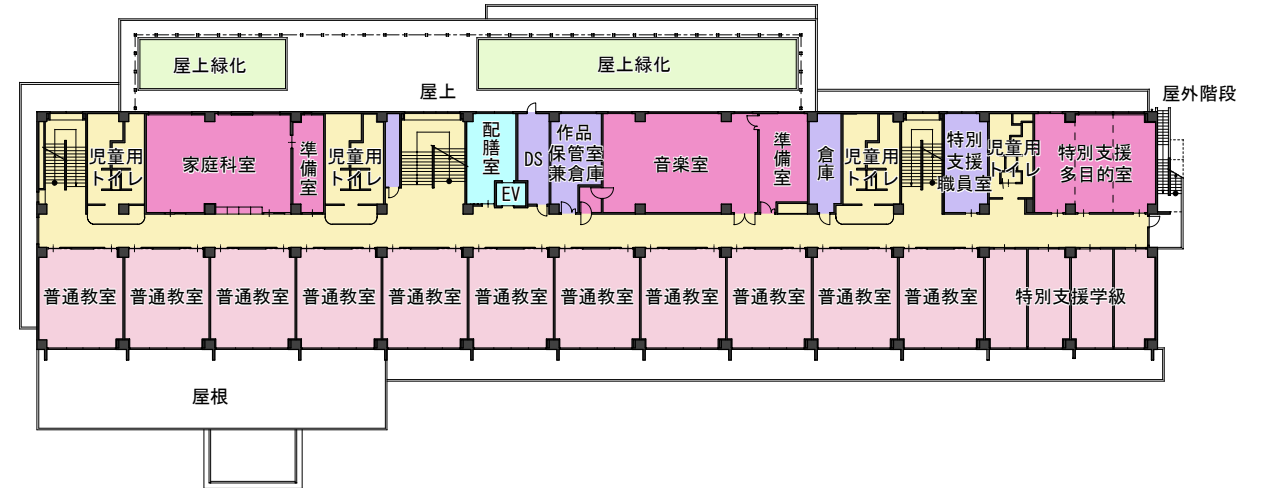 屋上緑化
屋上緑化
屋上
屋外階段
児童用
トイレ
家庭科室
準備室
児童用
トイレ
配膳室
EV
DS
作品
保管室
兼倉庫
音楽室
準備室
倉庫
児童用
トイレ
特別
支援
職員室
児童用
トイレ
特別支援
多目的室
普通教室
普通教室
普通教室
普通教室
普通教室
普通教室
普通教室
普通教室
普通教室
普通教室
普通教室
特別支援学級
屋根